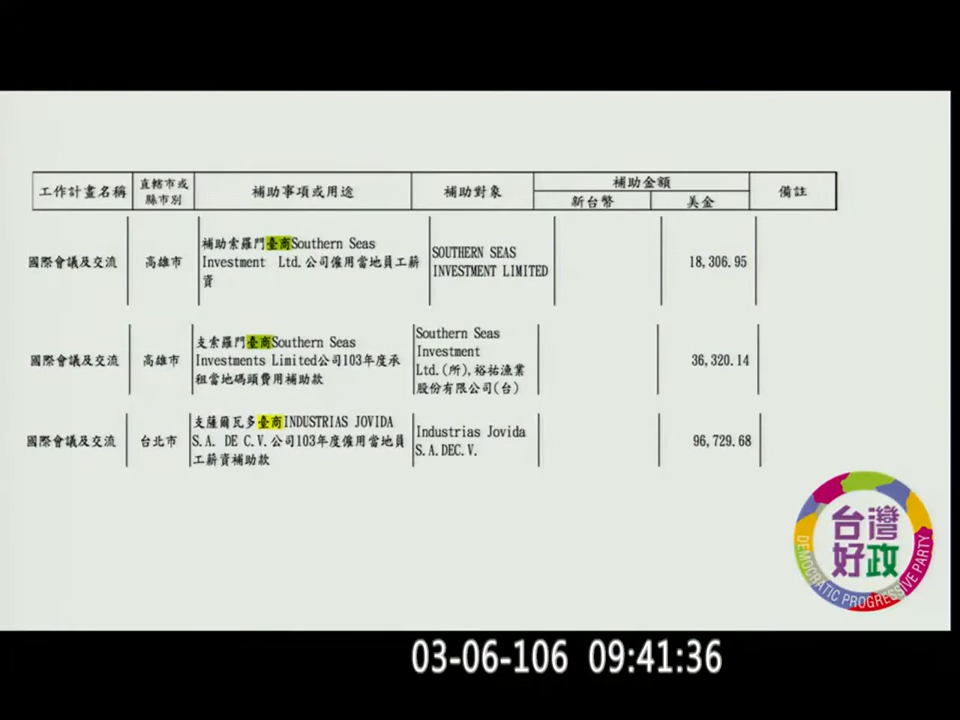 工作計畫名稱 直轄市或縣市別 補助事項或用途 補助對象 補助金額 新台幣 美金 備註
國際會議及交流 高雄市 補助索羅門臺商Southern Seas
Investment Ltd.公司僱用當地員工薪
資
SOUTHERN SEAS
INVESTMENT LIMITED
18,306.95
國際會議及交流 高雄市 支索羅門臺商Southern Seas
Investments Limited公司103年度承
租當地碼頭費用補助款
Southern Seas
Investment
Ltd.(所),裕祐漁業
股份有限公司(台)
36,320.14
國際會議及交流 台北市 支薩爾瓦多臺商INDUSTRIAS JOVIDA
S.A. DE C.V.公司103年度僱用當地員
工薪資補助款
Industrias Jovida
S.A.DEC.V.
96,729.68
台灣
好政
DEMOCRATIC PROGRESSIVE PARTY
03-06-106 09:41:36